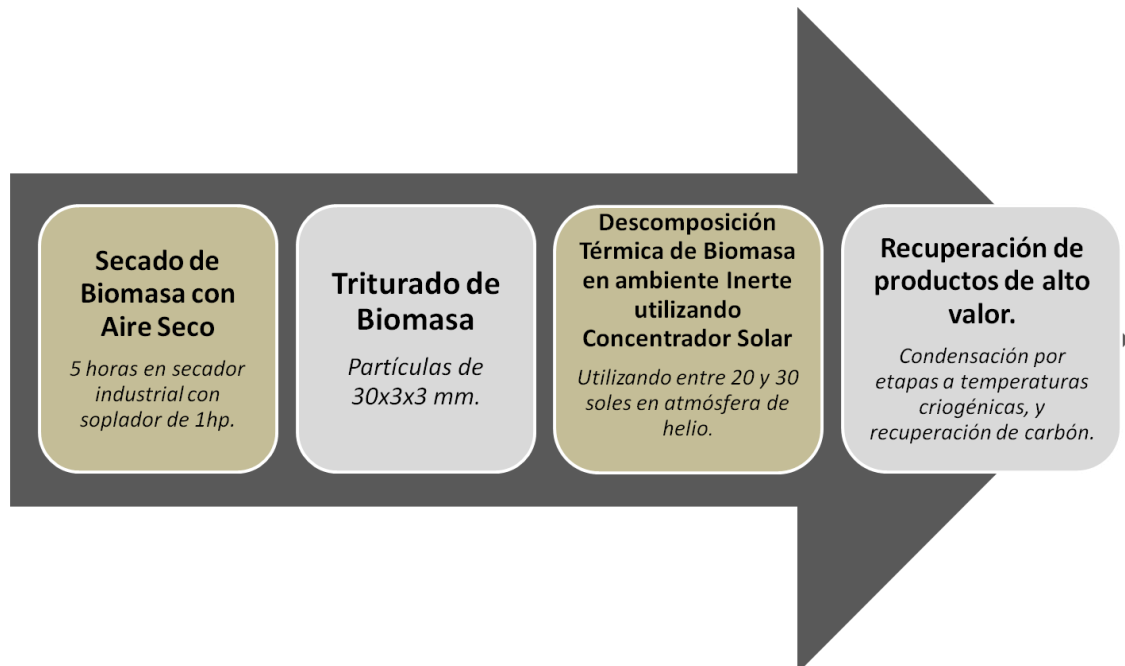 Secado de
Biomasa con
Aire Seco
5 horas en secador
industrial con
soplador de 1hp.
Triturado de
Biomasa
Partículas de
30x3x3 mm.
Descomposición
Térmica de Biomasa
en ambiente Inerte
utilizando
Concentrador Solar
Utilizando entre 20 y 30
soles en atmósfera de
helio.
Recuperación de
productos de alto
valor.
Condensación por
etapas a temperaturas
criogénicas, y
recuperación de carbón.